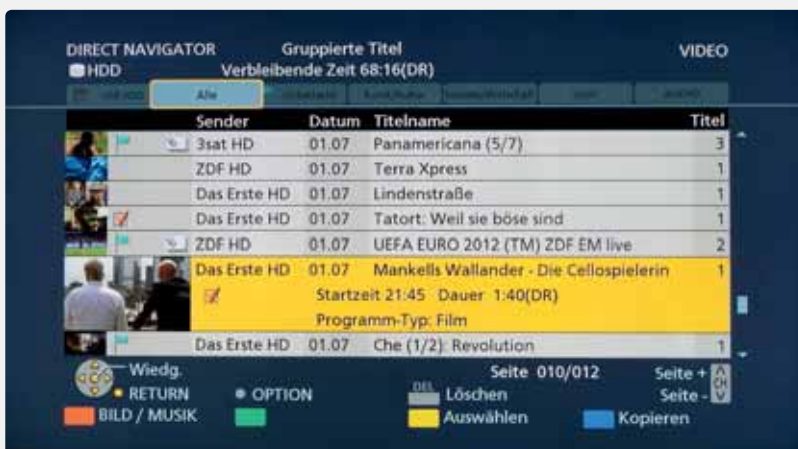 DIRECT NAVIGATOR Gruppierte Titel VIDEO
HDD Verbleibende Zeit 68:16(DR)
Alle
Sender Datum Titelname Titel
3sat HD 01.07 Panamericana (5/7) 3
ZDF HD 01.07 Terra Xpress 1
Das Erste HD 01.07 Lindenstraße 1
Das Erste HD 01.07 Tatort: Weil sie böse sind 1
ZDF HD 01.07 UEFA EURO 2012 (TM) ZDF EM live 2
Das Erste HD 01.07 Mankells Wallander - Die Cellospielerin 1
Startzeit 21:45 Dauer 1:40(DR)
Programm-Typ: Film
Das Erste HD 01.07 Che (1/2): Revolution 1
Wiedg. Seite 010/012 Seite +
RETURN OPTION DEL Löschen CH Seite -
BILD / MUSIK Auswählen Kopieren